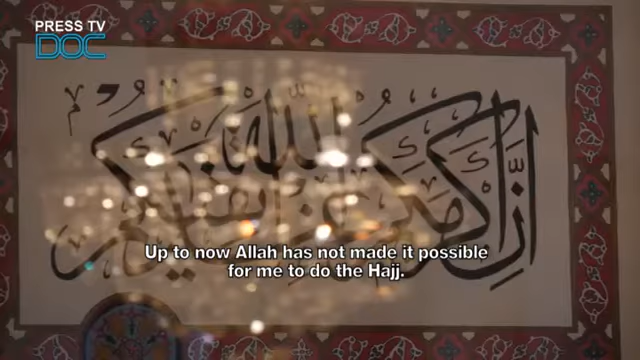 PRESS TV
DOC
إنّ أكرمكم عند الله أتقیکم
Up to now Allah has not made it possible
for me to do the Hajj.